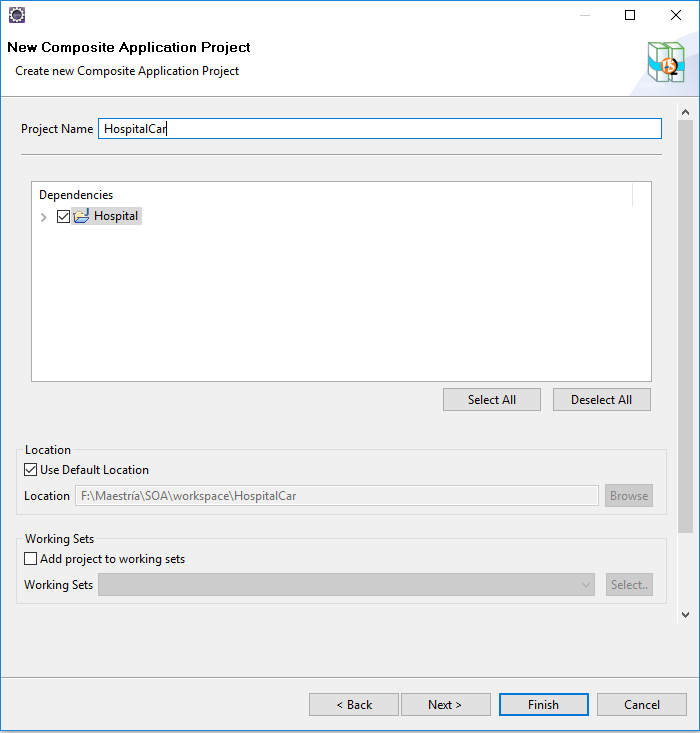 New Composite Application Project
Create new Composite Application Project
Project Name HospitalCar
Dependencies
Hospital
Select All Deselect All
Location
Use Default Location
Location F:\Maestría\SOA\workspace\HospitalCar Browse
Working Sets
Add project to working sets
Working Sets Select..
< Back Next > Finish Cancel